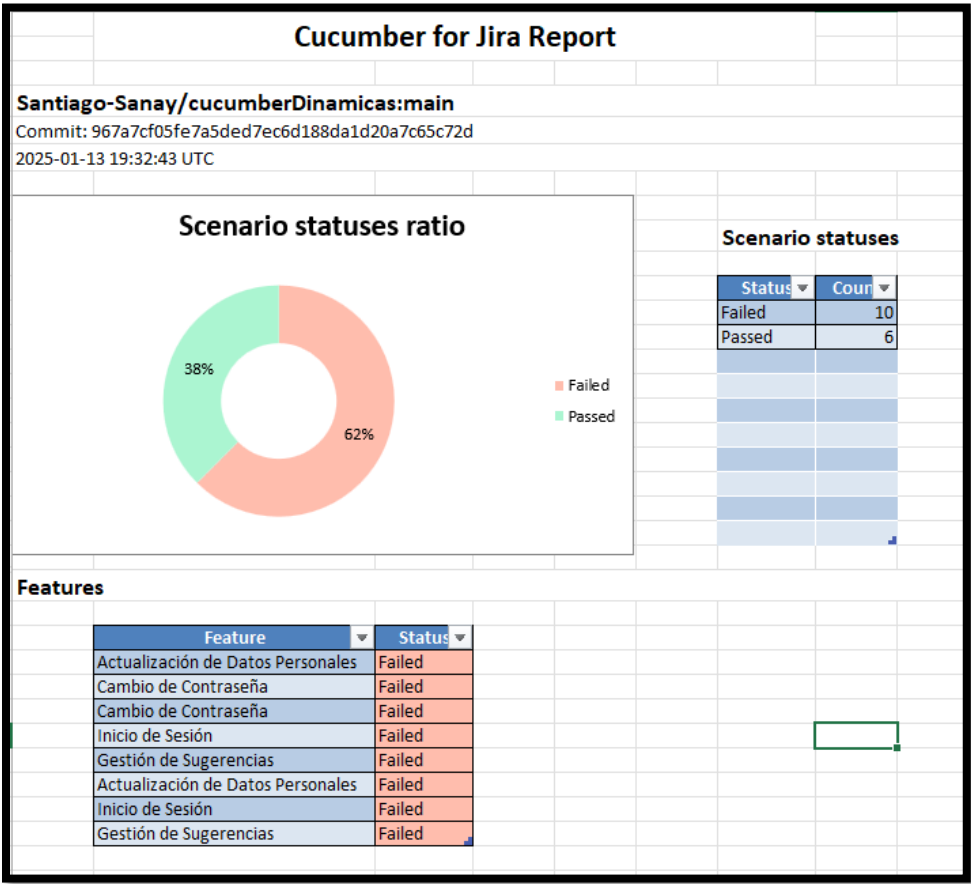 Cucumber for Jira Report
Santiago-Sanay/cucumberDinamicas:main
Commit: 967a7cf05fe7a5ded7ec6d188da1d20a7c65c72d
2025-01-13 19:32:43 UTC
Scenario statuses ratio
38%
62%
Failed
Passed
Scenario statuses
Status Coun
Failed 10
Passed 6
Features
Feature Status
Actualización de Datos Personales Failed
Cambio de Contraseña Failed
Cambio de Contraseña Failed
Inicio de Sesión Failed
Gestión de Sugerencias Failed
Actualización de Datos Personales Failed
Inicio de Sesión Failed
Gestión de Sugerencias Failed